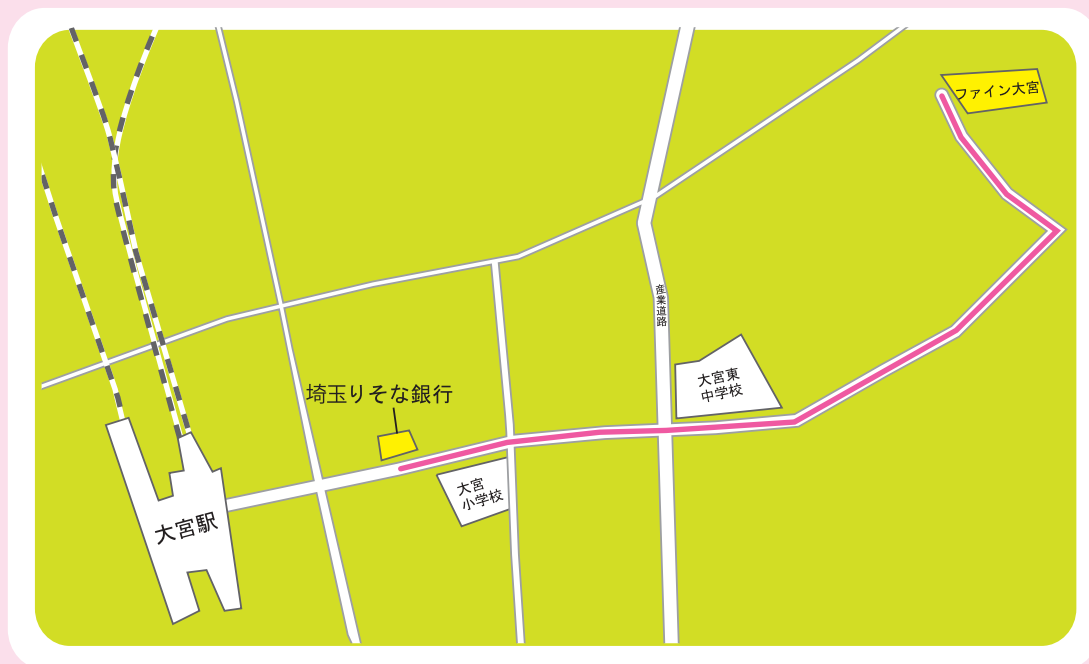 ファイン大宮
産業道路
大宮東
中学校
埼玉りそな銀行
大宮
小学校
大宮駅